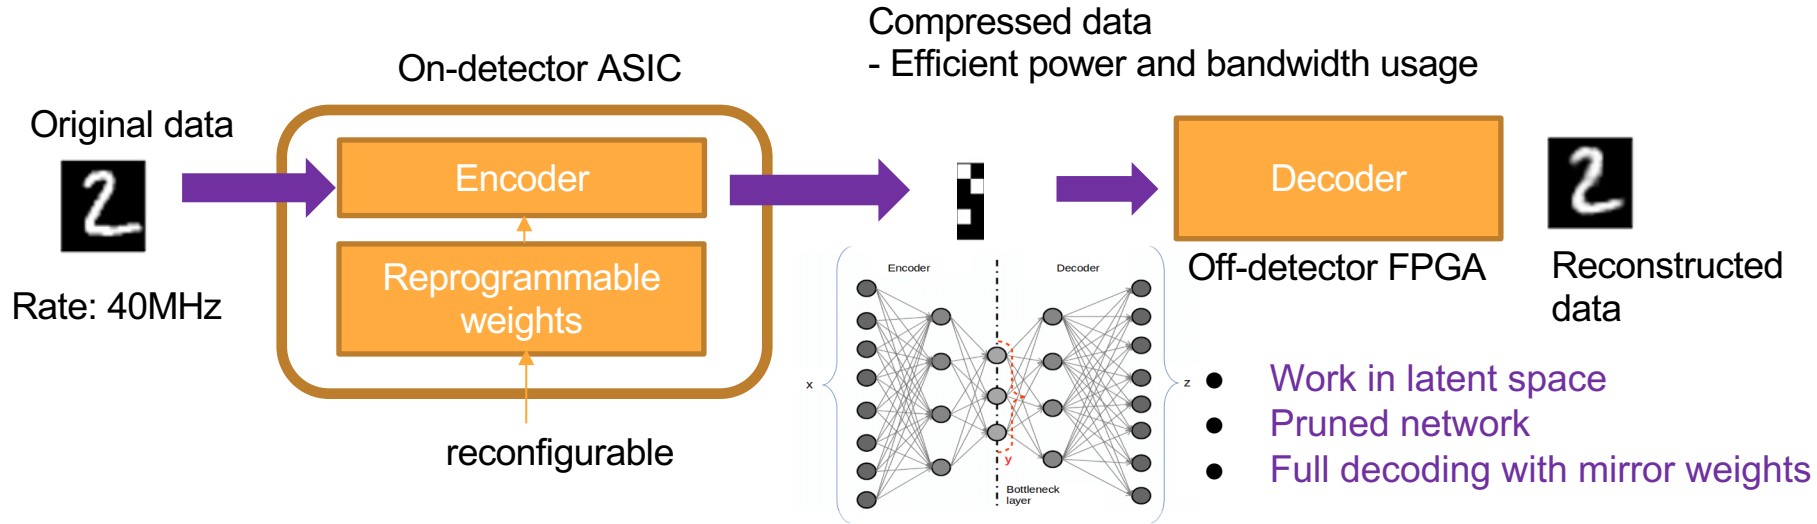 Compressed data
- Efficient power and bandwidth usage
On-detector ASIC
Original data
Encoder
Decoder
Reprogrammable
weights
Rate: 40MHz
reconfigurable
Encoder
Decoder
x
y
z
Bottleneck
layer
Off-detector FPGA
Reconstructed
data
● Work in latent space
● Pruned network
● Full decoding with mirror weights
2
2